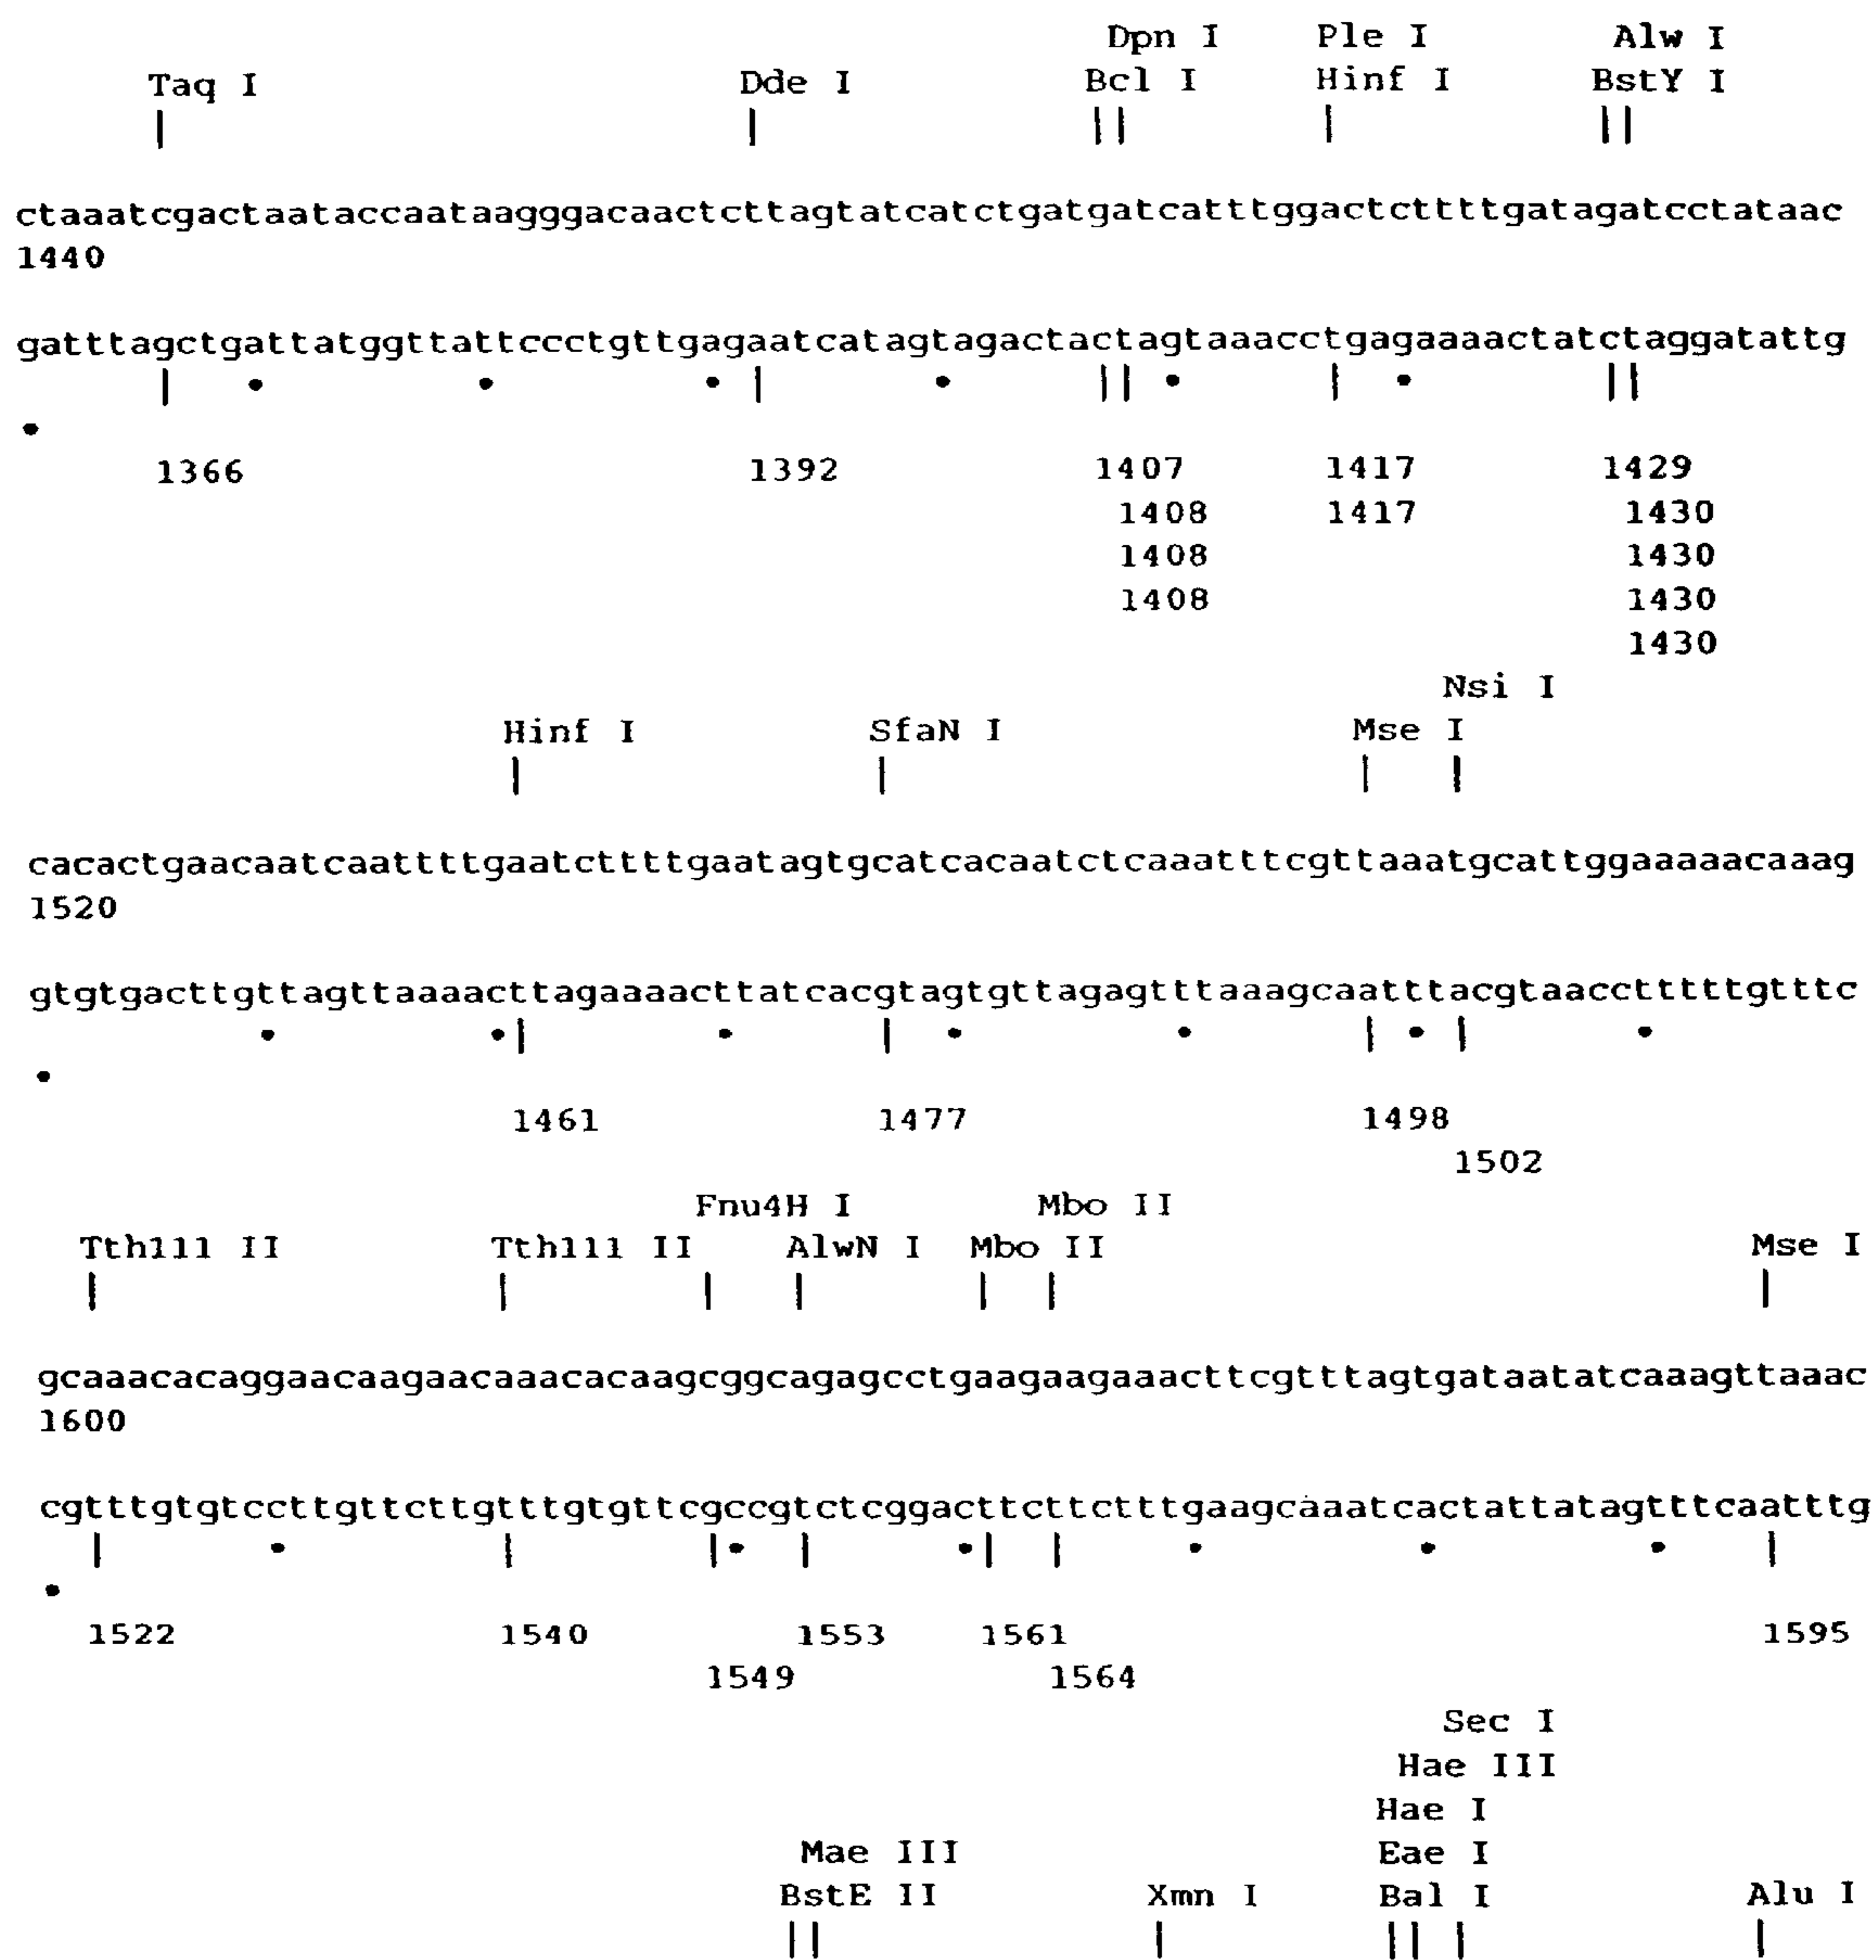 Dpn I Ple I Alw I
Taq I Dde I Bcl I Hinf I BstY I
ctaaatcgactaataccaataagggacaactcttagtatcatctgatgatcatttggactcttttgatagatcctataac
1440
gatttagctgattatggttattccctgttgagaatcatagtagactactagtaaacctgagaaaactatctaggatattg
1366 1392 1407 1417 1429
1408 1417 1430
1408 1430
1408 1430
1430
Nsi I
Hinf I SfaN I Mse I
cacactgaacaatcaattttgaatcttttgaatagtgcatcacaatctcaaatttcgttaaatgcattggaaaaacaaag
1520
gtgtgacttgttagttaaaacttagaaaacttatcacgtagtgttagagtttaaagcaatttacgtaacctttttgtttc
1461 1477 1498
1502
Fnu4H I Mbo II
Tth111 II Tth111 II AlwN I Mbo II Mse I
gcaaacacaggaacaagaacaaacacaagcggcagagcctgaagaagaaacttcgtttagtgataatatcaaagttaaac
1600
cgtttgtgtccttgttcttgtttgtgttcgccgtctcggacttcttctttgaagcaaatcactattatagtttcaatttg
1522 1540 1553 1561 1595
1549 1564
Sec I
Hae III
Hae I
Mae III Eae I
BstE II Xmn I Bal I Alu I